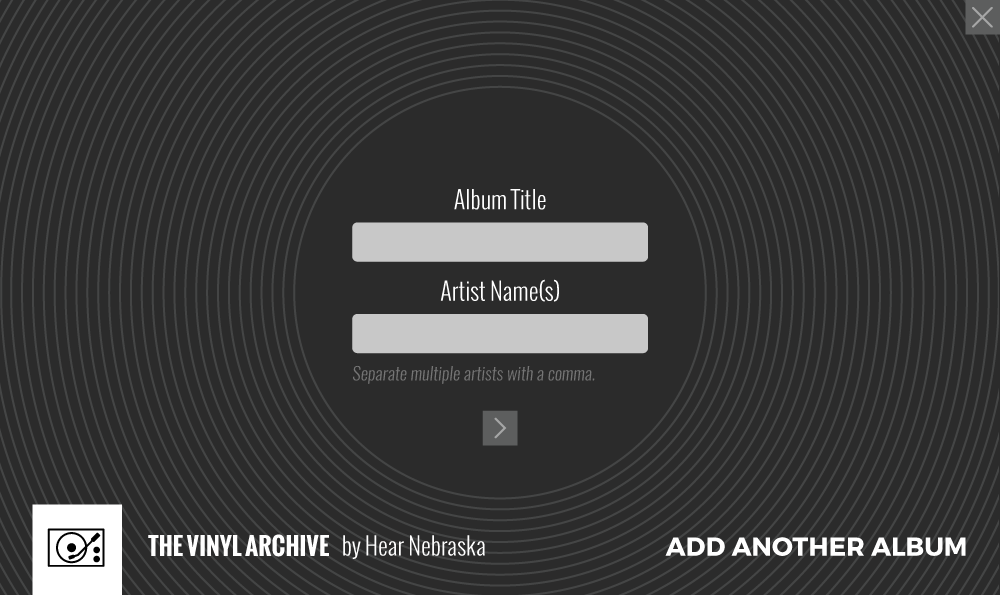 Album Title
Artist Name(s)
Separate multiple artists with a comma.
THE VINYL ARCHIVE by Hear Nebraska
ADD ANOTHER ALBUM